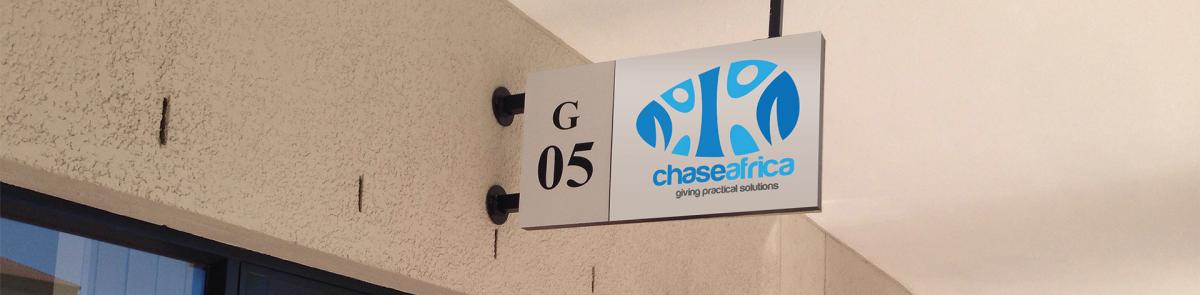 G
05
chaseafrica
giving practical solutions